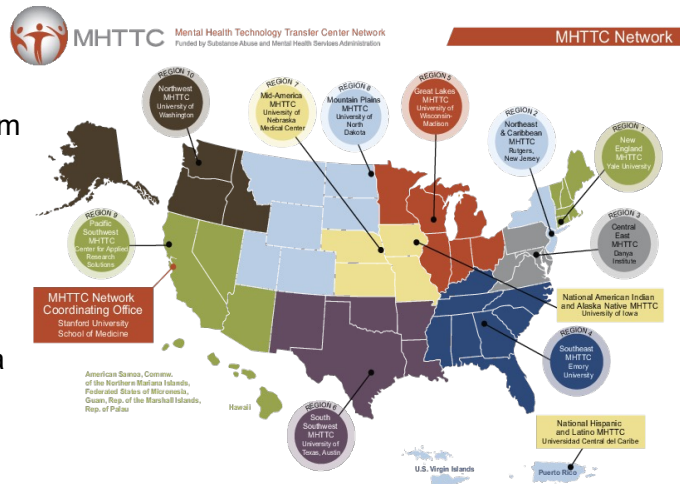 MHTTC
Mental Health Technology Transfer Center Network
Funded by Substance Abuse and Mental Health Services Administration
MHTTC Network
REGION 10
Northwest
MHTTC
University of
Washington
REGION 7
Mid-America
MHTTC
University of
Nebraska
Medical Center
REGION 8
Mountain Plains
MHTTC
University of
North
Dakota
REGION 5
Great Lakes
MHTTC
University of
Wisconsin-
Madison
REGION 2
Northeast
& Caribbean
MHTTC
Rutgers,
New Jersey
REGION 1
New
England
MHTTC
Yale University
m
REGION 9
Pacific
Southwest
MHTTC
Center for Applied
Research
Solutions
REGION 3
Central
East
MHTTC
Danya
Institute
MHTTC Network
Coordinating Office
Stanford University
School of Medicine
National American Indian
and Alaska Native MHTTC
University of Iowa
REGION 4
Southeast
MHTTC
Emory
University
a
American Samoa, Commw.
of the Northern Mariana Islands,
Federated States of Micronesia,
Guam, Rep. of the Marshall Islands,
Rep. of Palau
Hawaii
REGION 6
South
Southwest
MHTTC
University of
Texas, Austin
National Hispanic
and Latino MHTTC
Universidad Central del Caribe
U.S. Virgin Islands
Puerto Rico